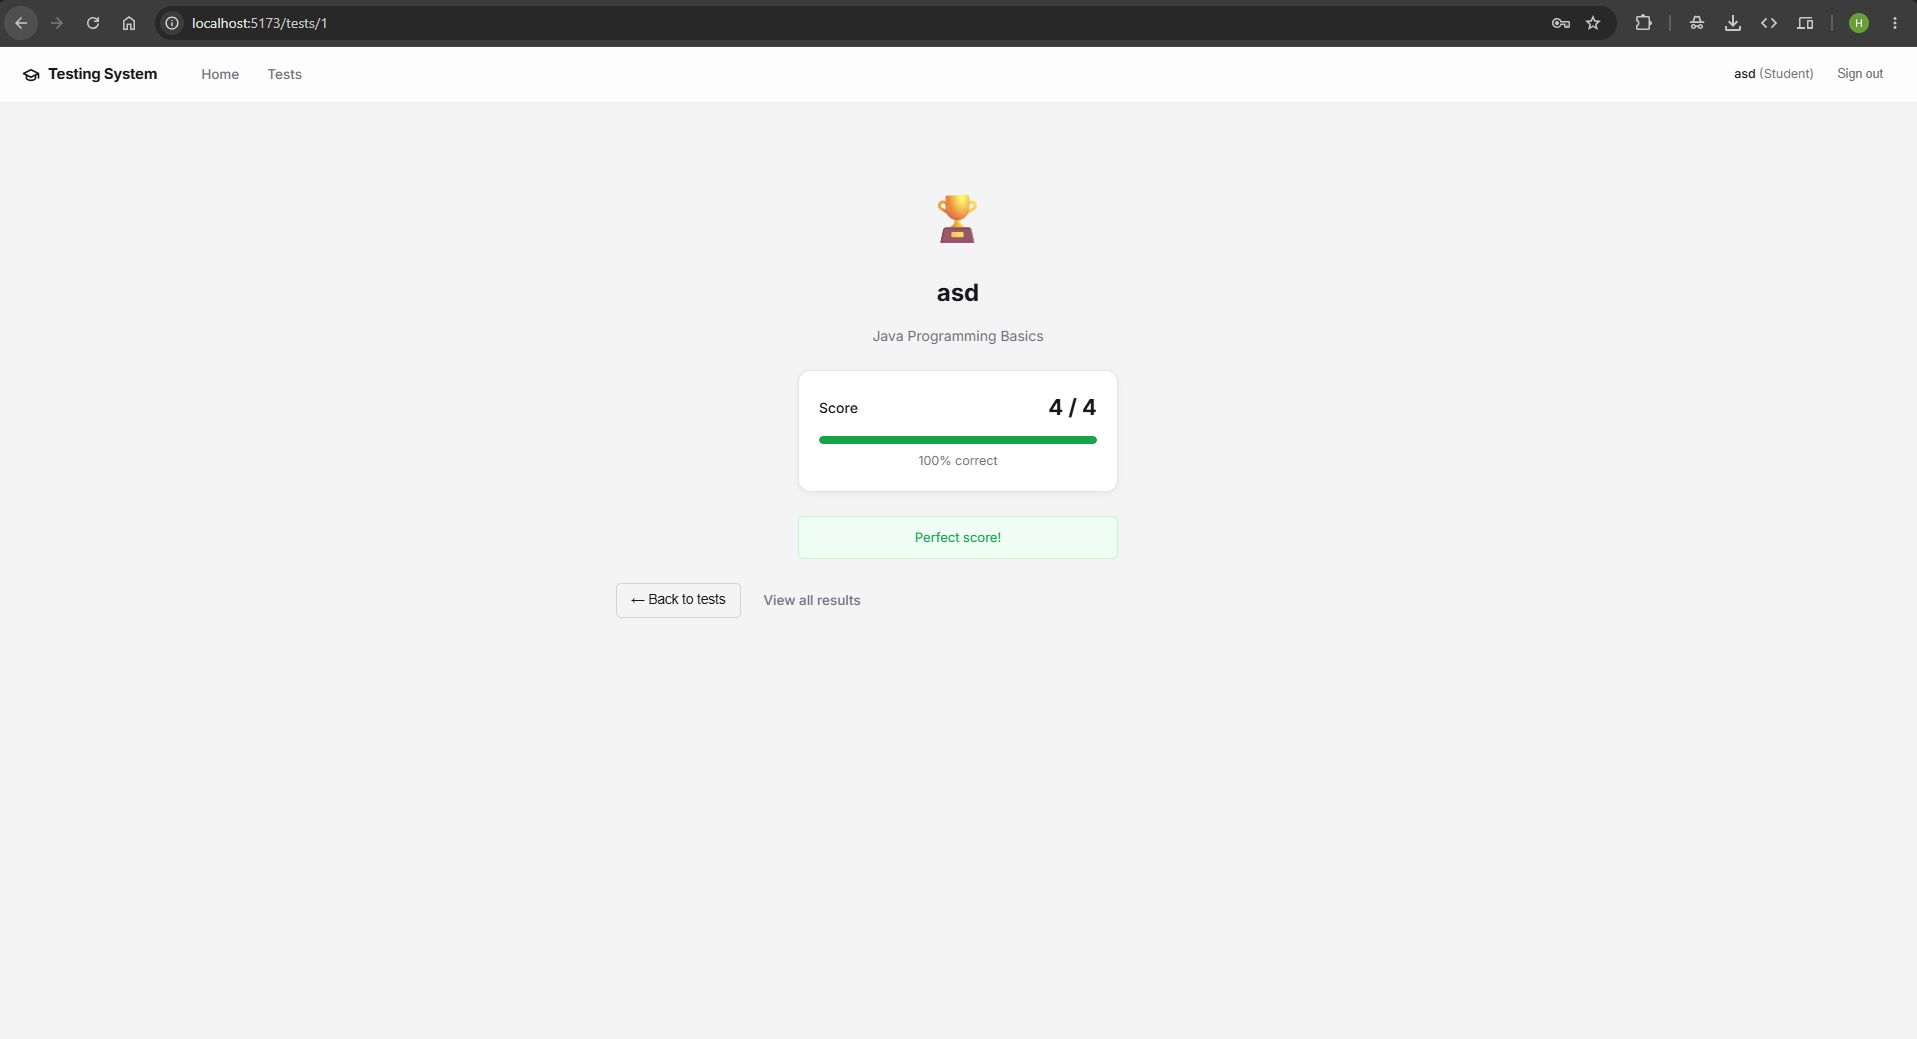 localhost:5173/tests/1
H
Testing System
Home
Tests
asd (Student)
Sign out
asd
Java Programming Basics
Score
4 / 4
100% correct
Perfect score!
← Back to tests
View all results